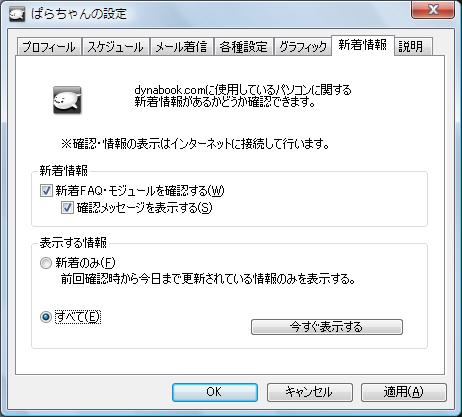 ぱらちゃんの設定
プロフィール スケジュール メール着信 各種設定 グラフィック 新着情報 説明
dynabook.comに使用しているパソコンに関する
新着情報があるかどうか確認できます。
※確認・情報の表示はインターネットに接続して行います。
新着情報
新着FAQ・モジュールを確認する(W)
確認メッセージを表示する(S)
表示する情報
新着のみ(F)
前回確認時から今日まで更新されている情報のみを表示する。
すべて(E)
今すぐ表示する
OK キャンセル 適用(A)